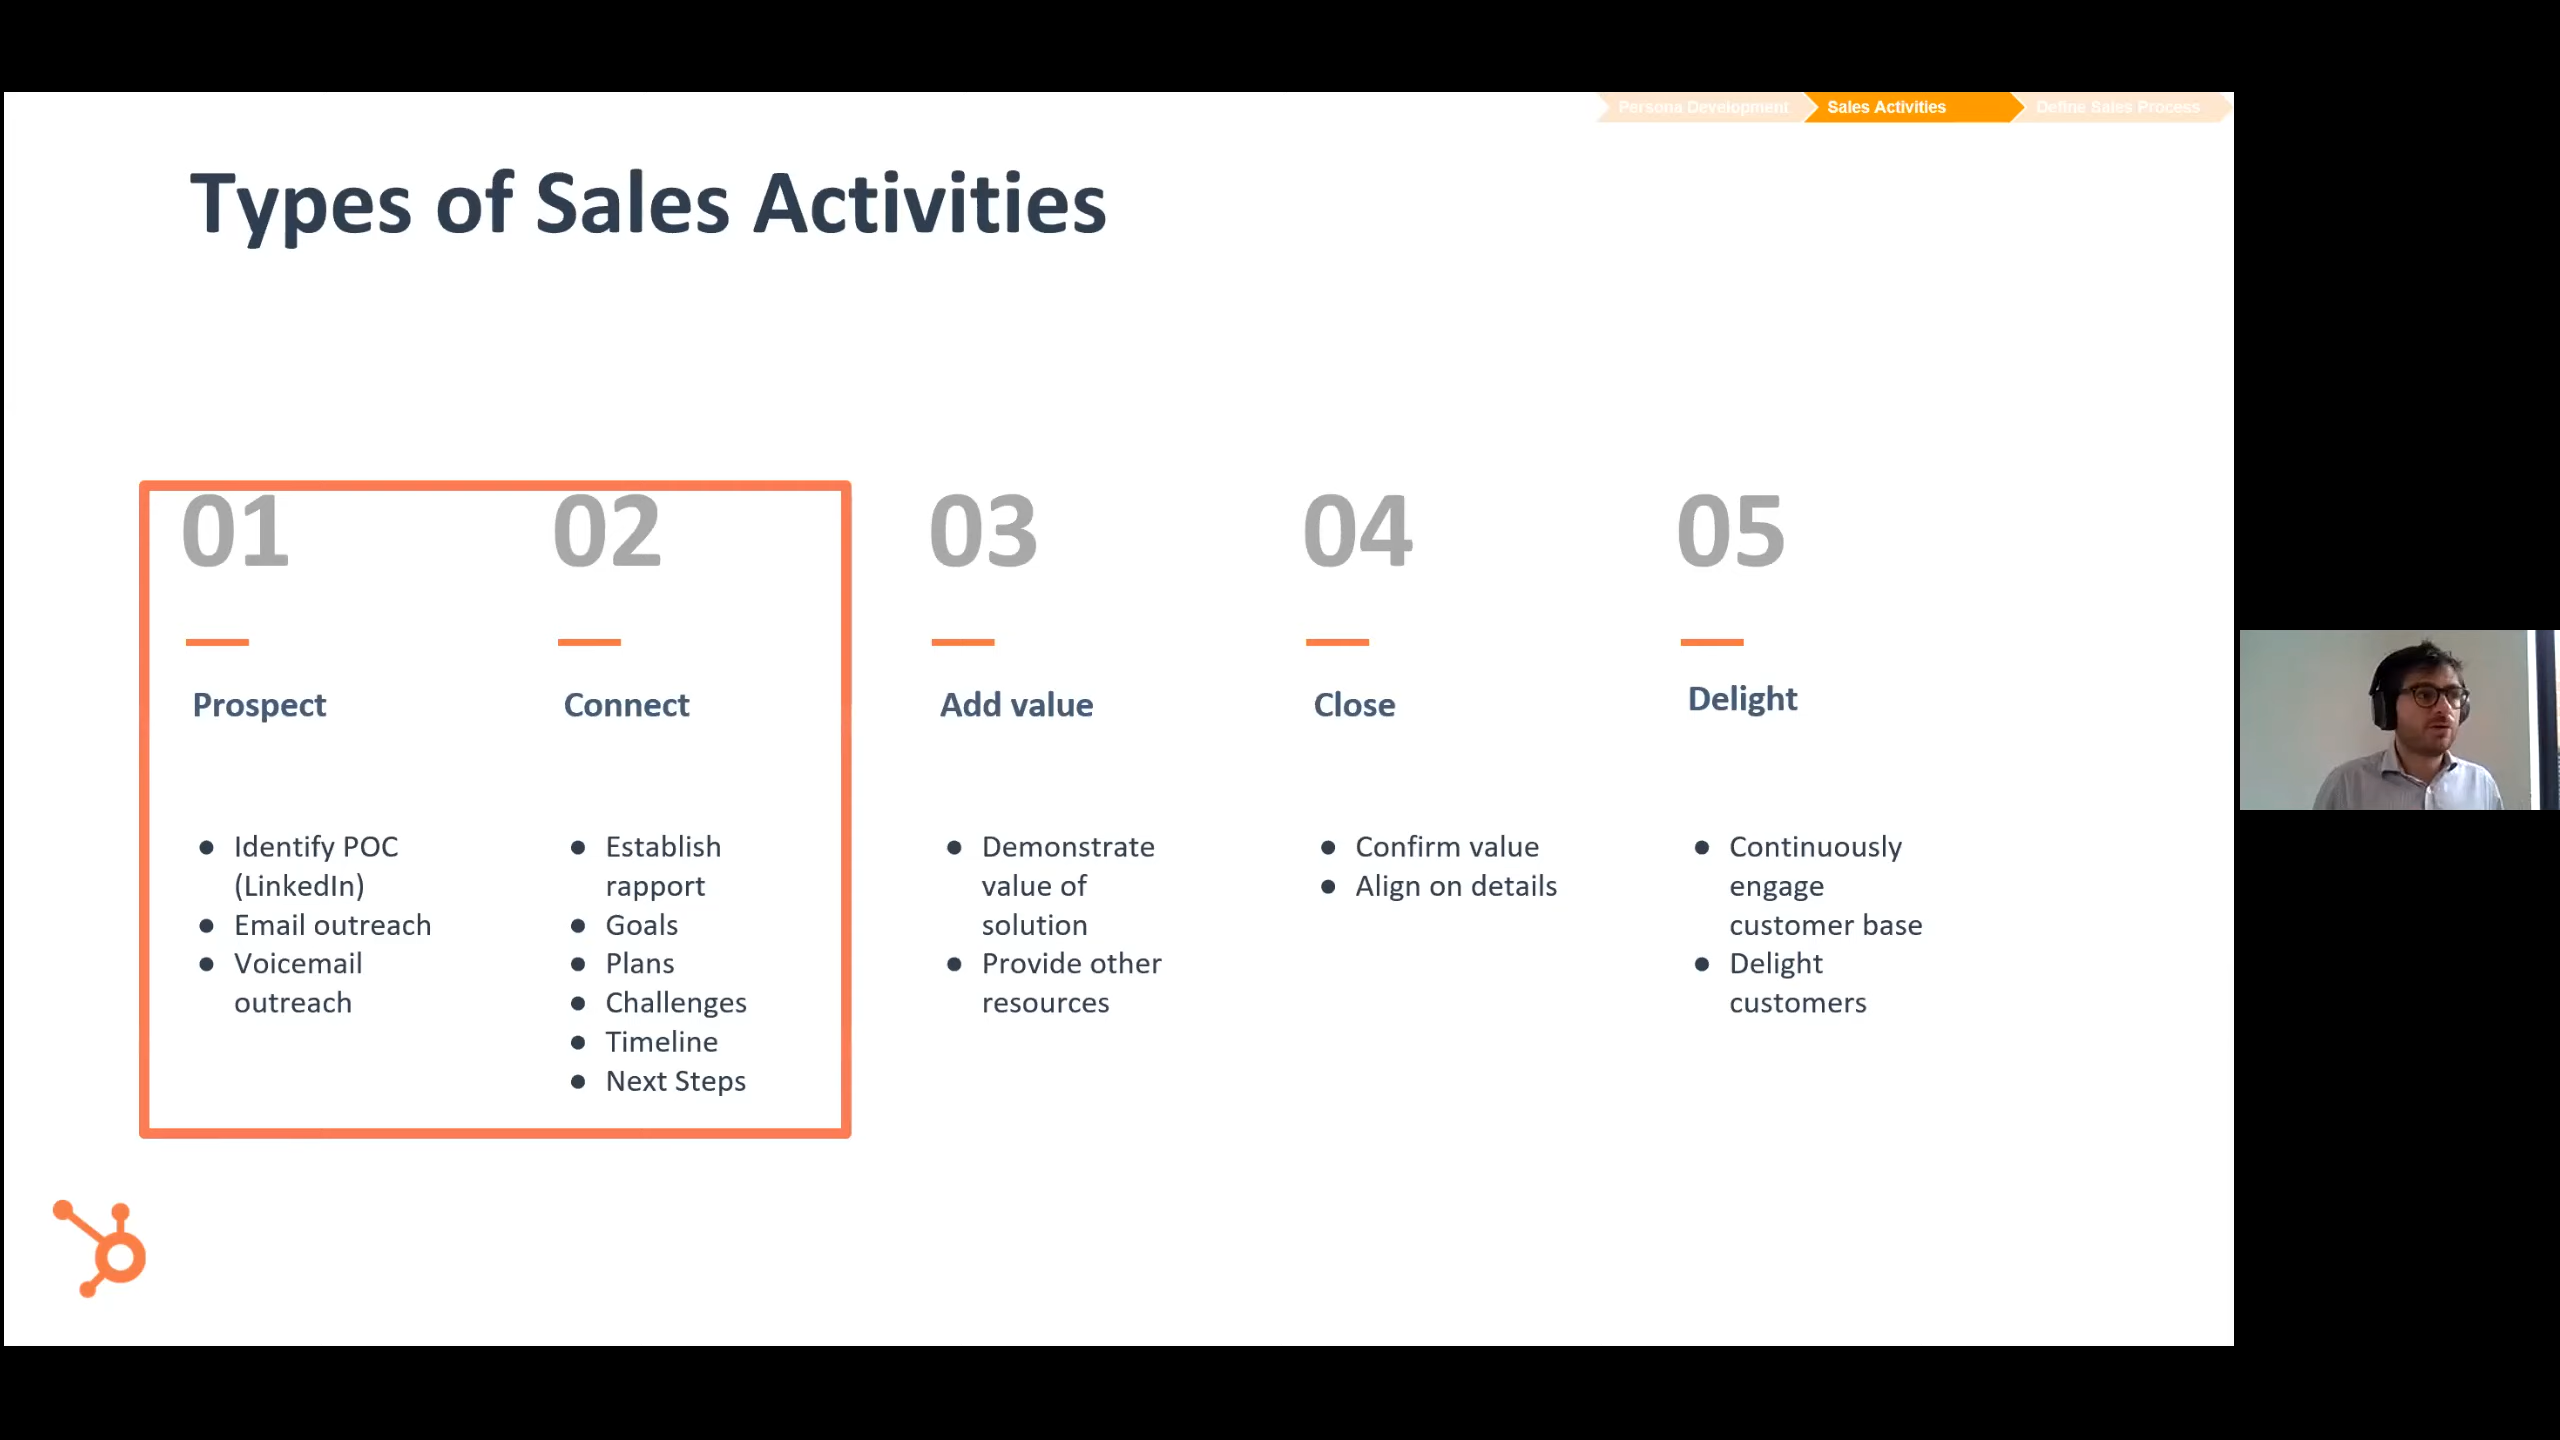 Persona Development
Sales Activities
Define Sales Process
Types of Sales Activities
01
Prospect
● Identify POC
(LinkedIn)
● Email outreach
● Voicemail
outreach
02
Connect
● Establish
rapport
● Goals
● Plans
● Challenges
● Timeline
● Next Steps
03
Add value
● Demonstrate
value of
solution
● Provide other
resources
04
Close
● Confirm value
● Align on details
05
Delight
● Continuously
engage
customer base
● Delight
customers